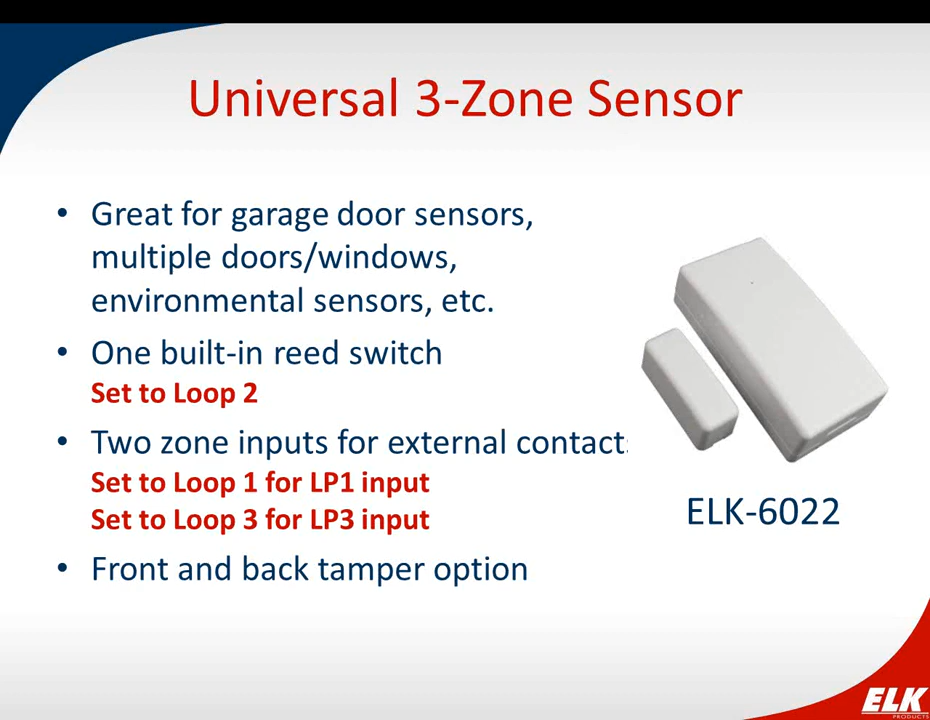 Universal 3-Zone Sensor
• Great for garage door sensors,
multiple doors/windows,
environmental sensors, etc.
• One built-in reed switch
Set to Loop 2
• Two zone inputs for external contacts
Set to Loop 1 for LP1 input
Set to Loop 3 for LP3 input
• Front and back tamper option
ELK-6022
ELK
PRODUCTS